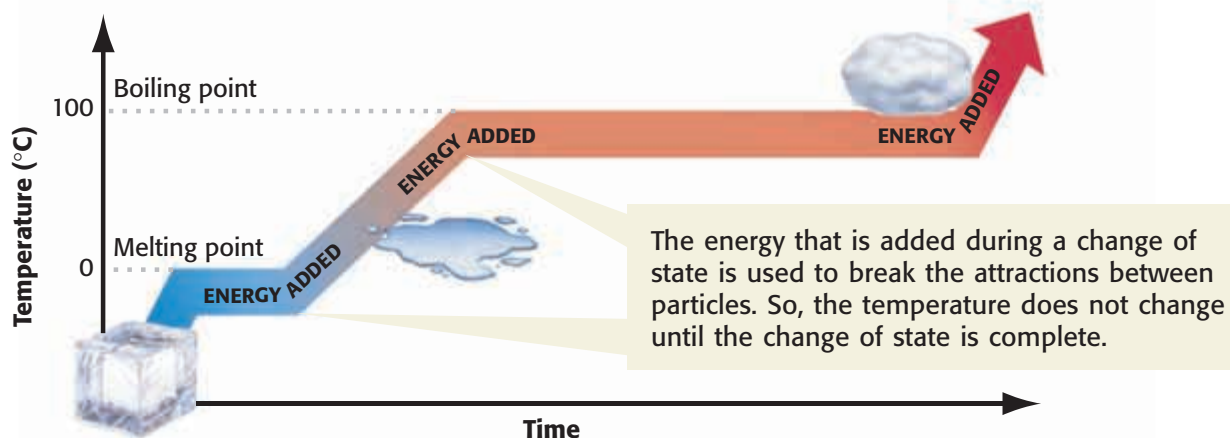 Temperature (°C)
100
Boiling point
0
Melting point
ENERGY ADDED
ENERGY ADDED
ENERGY ADDED
The energy that is added during a change of
state is used to break the attractions between
particles. So, the temperature does not change
until the change of state is complete.
Time